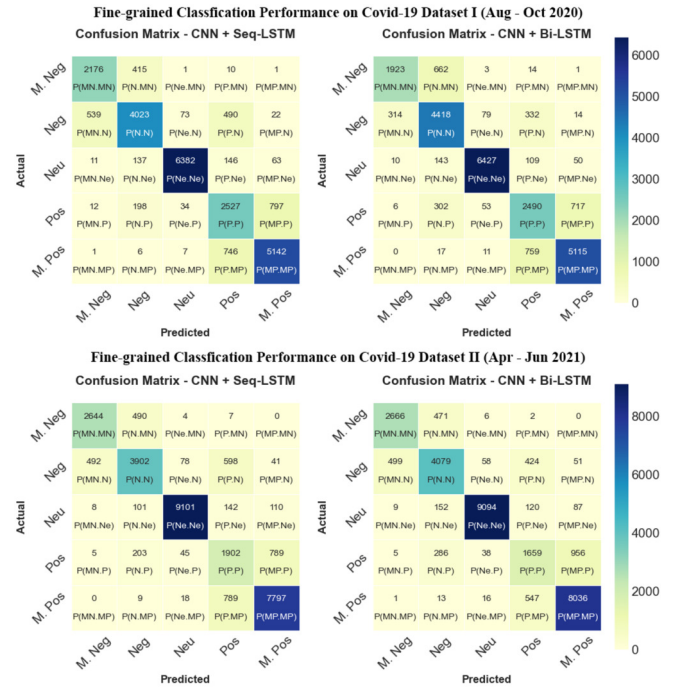 Fine-grained Classfication Performance on Covid-19 Dataset I (Aug - Oct 2020)
Confusion Matrix - CNN + Seq-LSTM
Actual
M. Neg
2176 415 1 10 1
P(MN.MN) P(N.MN) P(Ne.MN) P(P.MN) P(MP.MN)
Neg
539 4023 73 490 22
P(MN.N) P(N.N) P(Ne.N) P(P.N) P(MP.N)
Neu
11 137 6382 146 63
P(MN.Ne) P(N.Ne) P(Ne.Ne) P(P.Ne) P(MP.Ne)
Pos
12 198 34 2527 797
P(MN.P) P(N.P) P(Ne.P) P(P.P) P(MP.P)
M. Pos
1 6 7 746 5142
P(MN.MP) P(N.MP) P(Ne.MP) P(P.MP) P(MP.MP)
M. Neg Neg Neu Pos M. Pos
Predicted
Confusion Matrix - CNN + Bi-LSTM
1923 662 3 14 1
P(MN.MN) P(N.MN) P(Ne.MN) P(P.MN) P(MP.MN)
314 4418 79 332 14
P(MN.N) P(N.N) P(Ne.N) P(P.N) P(MP.N)
10 143 6427 109 50
P(MN.Ne) P(N.Ne) P(Ne.Ne) P(P.Ne) P(MP.Ne)
6 302 53 2490 717
P(MN.P) P(N.P) P(Ne.P) P(P.P) P(MP.P)
0 17 11 759 5115
P(MN.MP) P(N.MP) P(Ne.MP) P(P.MP) P(MP.MP)
M. Neg Neg Neu Pos M. Pos
Predicted
6000
5000
4000
3000
2000
1000
0
Fine-grained Classfication Performance on Covid-19 Dataset II (Apr - Jun 2021)
Confusion Matrix - CNN + Seq-LSTM
Actual
M. Neg
2644 490 4 7 0
P(MN.MN) P(N.MN) P(Ne.MN) P(P.MN) P(MP.MN)
Neg
492 3902 78 598 41
P(MN.N) P(N.N) P(Ne.N) P(P.N) P(MP.N)
Neu
8 101 9101 142 110
P(MN.Ne) P(N.Ne) P(Ne.Ne) P(P.Ne) P(MP.Ne)
Pos
5 203 45 1902 789
P(MN.P) P(N.P) P(Ne.P) P(P.P) P(MP.P)
M. Pos
0 9 18 789 7797
P(MN.MP) P(N.MP) P(Ne.MP) P(P.MP) P(MP.MP)
M. Neg Neg Neu Pos M. Pos
Predicted
Confusion Matrix - CNN + Bi-LSTM
Actual
M. Neg
2666 471 6 2 0
P(MN.MN) P(N.MN) P(Ne.MN) P(P.MN) P(MP.MN)
Neg
499 4079 58 424 51
P(MN.N) P(N.N) P(Ne.N) P(P.N) P(MP.N)
Neu
9 152 9094 120 87
P(MN.Ne) P(N.Ne) P(Ne.Ne) P(P.Ne) P(MP.Ne)
Pos
5 286 38 1659 956
P(MN.P) P(N.P) P(Ne.P) P(P.P) P(MP.P)
M. Pos
1 13 16 547 8036
P(MN.MP) P(N.MP) P(Ne.MP) P(P.MP) P(MP.MP)
M. Neg Neg Neu Pos M. Pos
Predicted
8000
6000
4000
2000
0